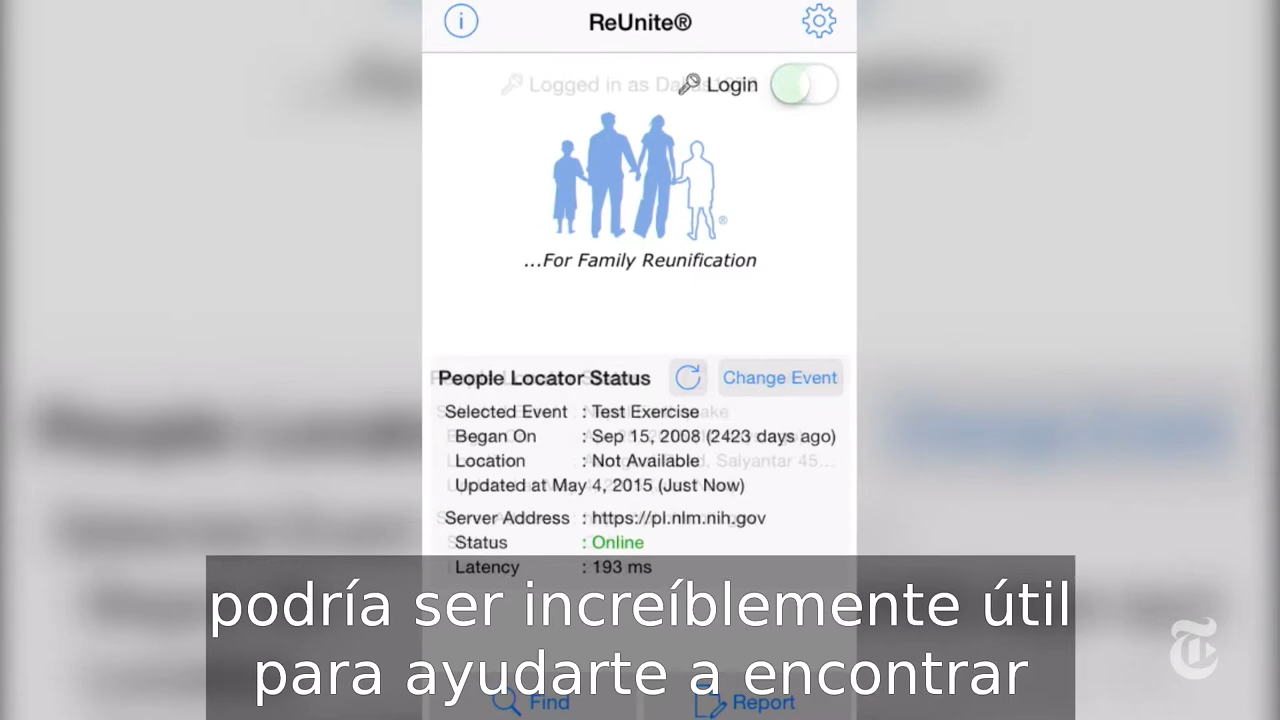 ReUnite®
Login
...For Family Reunification
People Locator Status
Change Event
Selected Event : Test Exercise
Began On : Sep 15, 2008 (2423 days ago)
Location : Not Available
Updated at May 4, 2015 (Just Now)
Server Address : https://pl.nlm.nih.gov
Status : Online
Latency : 193 ms
podría ser increíblemente útil
para ayudarte a encontrar
Find
Report